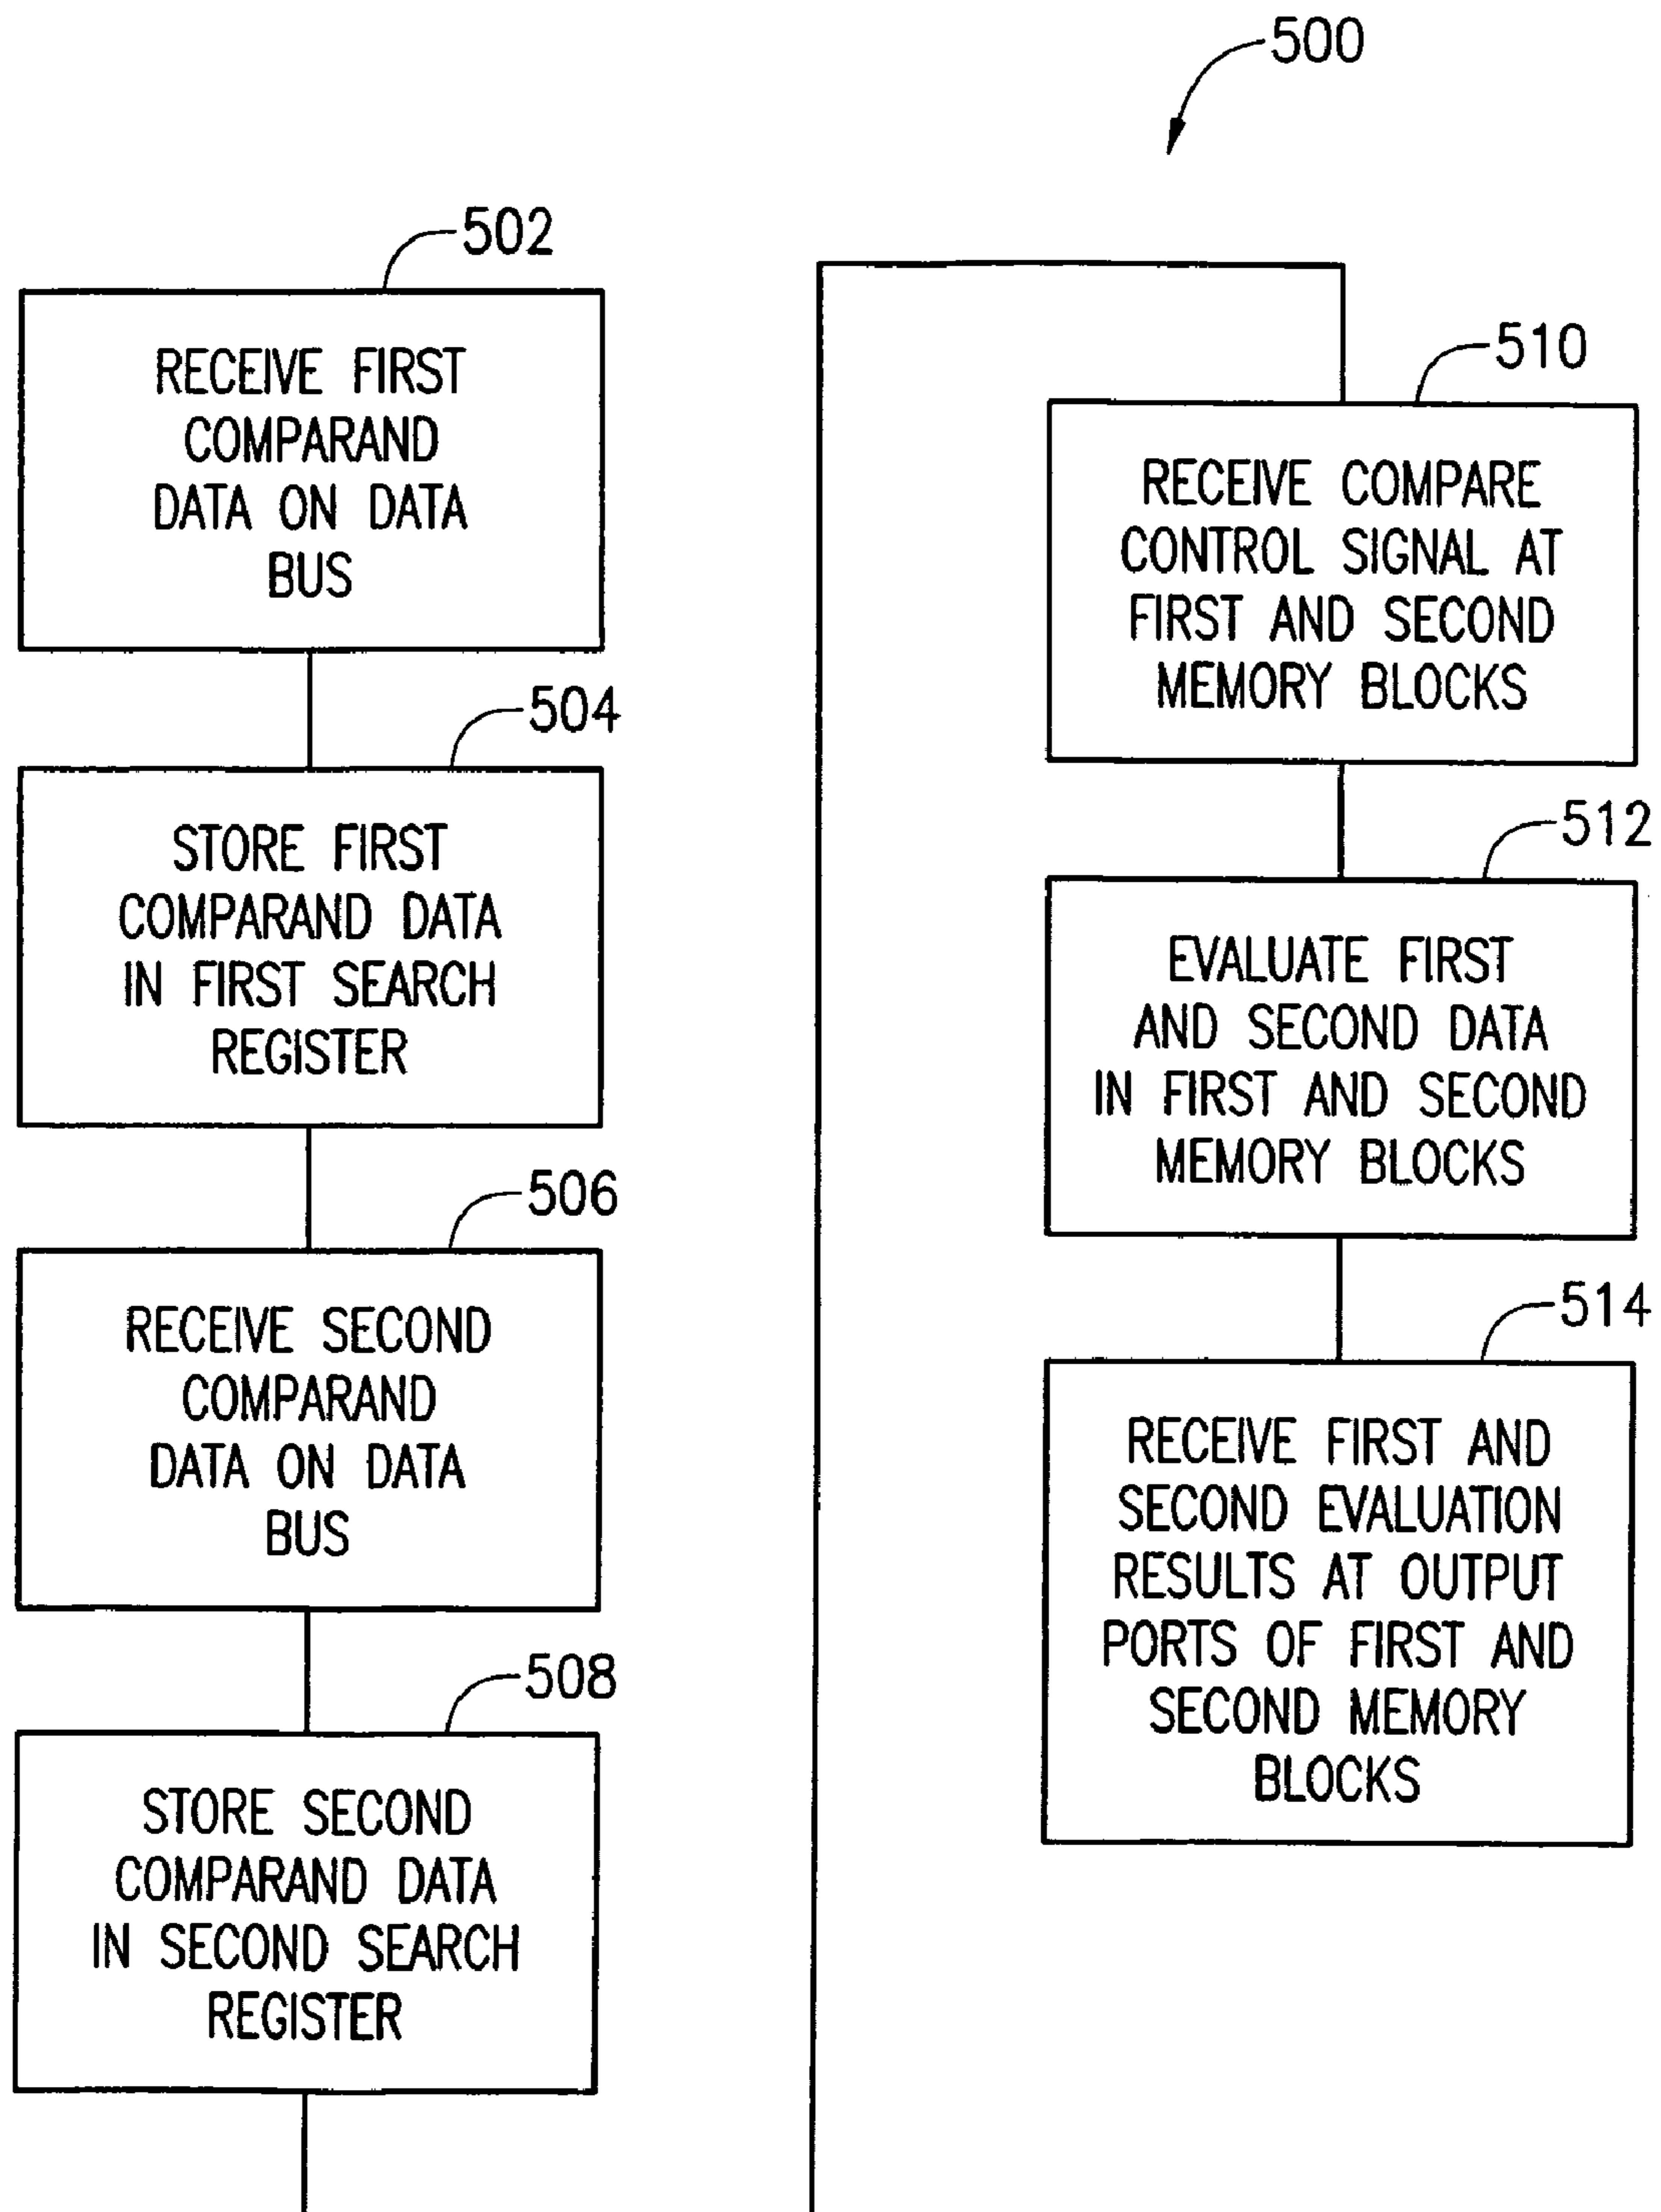 500
502
RECEIVE FIRST
COMPARAND
DATA ON DATA
BUS
504
STORE FIRST
COMPARAND DATA
IN FIRST SEARCH
REGISTER
506
RECEIVE SECOND
COMPARAND
DATA ON DATA
BUS
508
STORE SECOND
COMPARAND DATA
IN SECOND SEARCH
REGISTER
510
RECEIVE COMPARE
CONTROL SIGNAL AT
FIRST AND SECOND
MEMORY BLOCKS
512
EVALUATE FIRST
AND SECOND DATA
IN FIRST AND SECOND
MEMORY BLOCKS
514
RECEIVE FIRST AND
SECOND EVALUATION
RESULTS AT OUTPUT
PORTS OF FIRST AND
SECOND MEMORY
BLOCKS